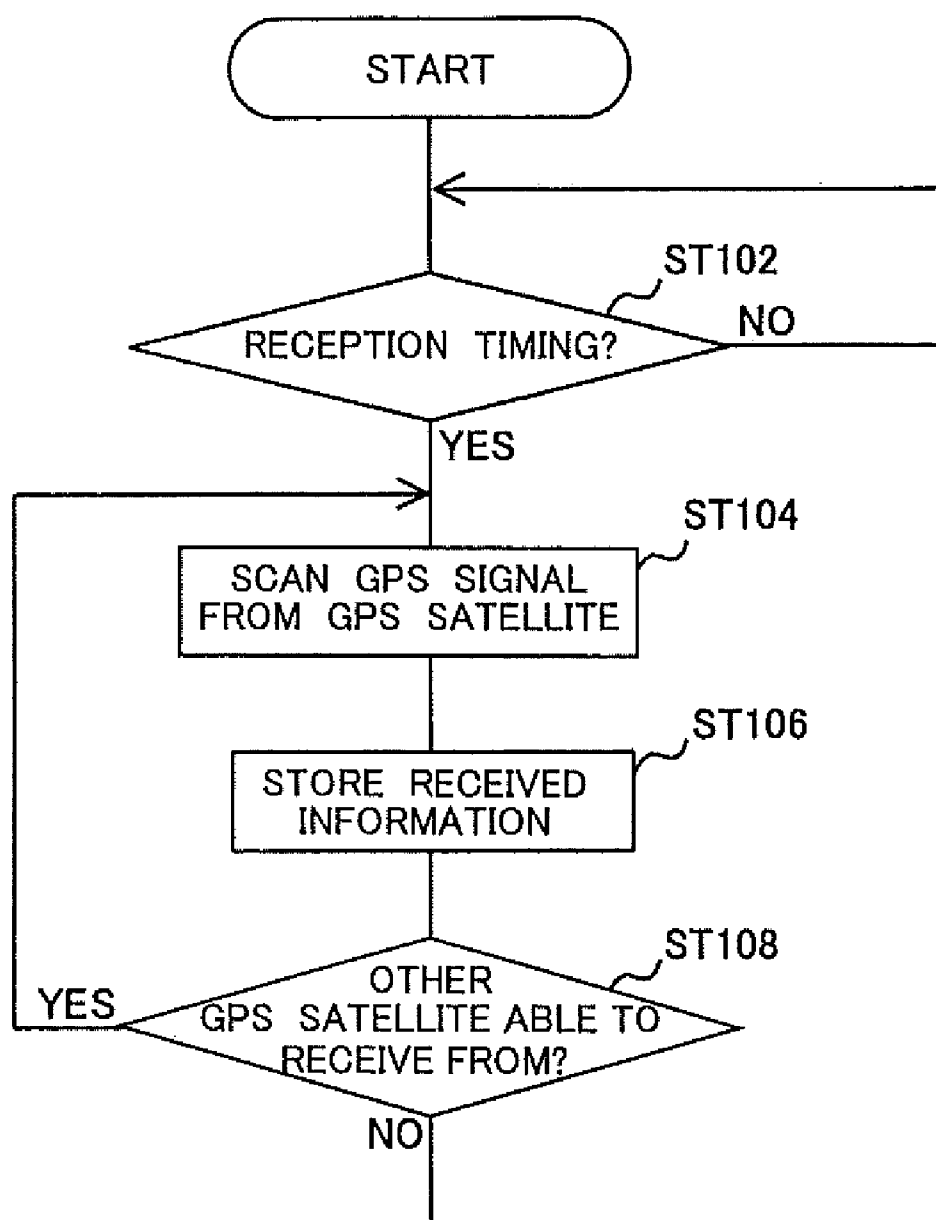 START
ST102
RECEPTION TIMING?
NO
YES
ST104
SCAN GPS SIGNAL
FROM GPS SATELLITE
ST106
STORE RECEIVED
INFORMATION
ST108
OTHER
GPS SATELLITE ABLE TO
RECEIVE FROM?
YES
NO